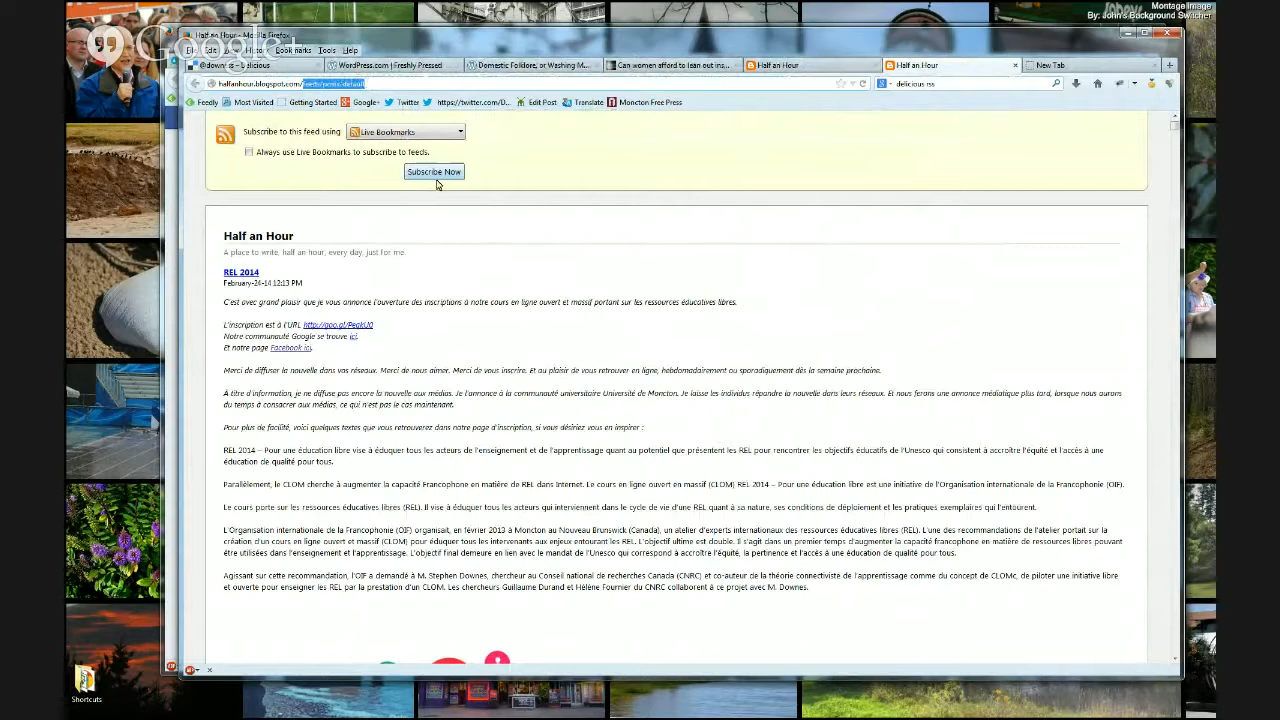 Montage Image
By: John's Background Switcher
Google+
Half an Hour - Mozilla Firefox
File Edit View History Bookmarks Tools Help
@downrss - Delicious
WordPress.com | Freshly Pressed
Domestic Folklore, or Washing M...
Can women afford to lean out ins...
Half an Hour
Half an Hour
New Tab
halfanhour.blogspot.com/feeds/posts/default
delicious rss
Feedly Most Visited Getting Started Google+ Twitter https://twitter.com/D... Edit Post Translate Moncton Free Press
Subscribe to this feed using Live Bookmarks
Always use Live Bookmarks to subscribe to feeds.
Subscribe Now
Half an Hour
A place to write, half an hour, every day, just for me.
REL 2014
February-24-14 12:13 PM
C'est avec grand plaisir que je vous annonce l'ouverture des inscriptions à notre cours en ligne ouvert et massif portant sur les ressources éducatives libres.
L'inscription est à l'URL http://goo.gl/PeqkU0
Notre communauté Google se trouve ici.
Et notre page Facebook ici.
Merci de diffuser la nouvelle dans vos réseaux. Merci de nous aimer. Merci de vous inscrire. Et au plaisir de vous retrouver en ligne, hebdomadairement ou sporadiquement dès la semaine prochaine.
À titre d'information, je ne diffuse pas encore la nouvelle aux médias. Je l'annonce à la communauté universitaire Université de Moncton. Je laisse les individus répandre la nouvelle dans leurs réseaux. Et nous ferons une annonce médiatique plus tard, lorsque nous aurons
du temps à consacrer aux médias, ce qui n'est pas le cas maintenant.
Pour plus de facilité, voici quelques textes que vous retrouverez dans notre page d'inscription, si vous désiriez vous en inspirer :
REL 2014 – Pour une éducation libre vise à éduquer tous les acteurs de l'enseignement et de l'apprentissage quant au potentiel que présentent les REL pour rencontrer les objectifs éducatifs de l'Unesco qui consistent à accroître l'équité et l'accès à une
éducation de qualité pour tous.
Parallèlement, le CLOM cherche à augmenter la capacité Francophone en matière de REL dans Internet. Le cours en ligne ouvert en massif (CLOM) REL 2014 – Pour une éducation libre est une initiative de l'Organisation internationale de la Francophonie (OIF).
Le cours porte sur les ressources éducatives libres (REL). Il vise à éduquer tous les acteurs qui interviennent dans le cycle de vie d'une REL quant à sa nature, ses conditions de déploiement et les pratiques exemplaires qui l'entourent.
L'Organisation internationale de la Francophonie (OIF) organisait, en février 2013 à Moncton au Nouveau Brunswick (Canada), un atelier d'experts internationaux des ressources éducatives libres (REL). L'une des recommandations de l'atelier portait sur la
création d'un cours en ligne ouvert et massif (CLOM) pour éduquer tous les intervenants aux enjeux entourant les REL. L'objectif ultime est double. Il s'agit dans un premier temps d'augmenter la capacité francophone en matière de ressources libres pouvant
être utilisées dans l'enseignement et l'apprentissage. L'objectif final demeure en lien avec le mandat de l'Unesco qui correspond à accroître l'équité, la pertinence et l'accès à une éducation de qualité pour tous.
Agissant sur cette recommandation, l'OIF a demandé à M. Stephen Downes, chercheur au Conseil national de recherches Canada (CNRC) et co-auteur de la théorie connectiviste de l'apprentissage comme du concept de CLOMc, de piloter une initiative libre
et ouverte pour enseigner les REL par la prestation d'un CLOM. Les chercheurs Guillaume Durand et Hélène Fournier du CNRC collaborent à ce projet avec M. Downes.
Shortcuts